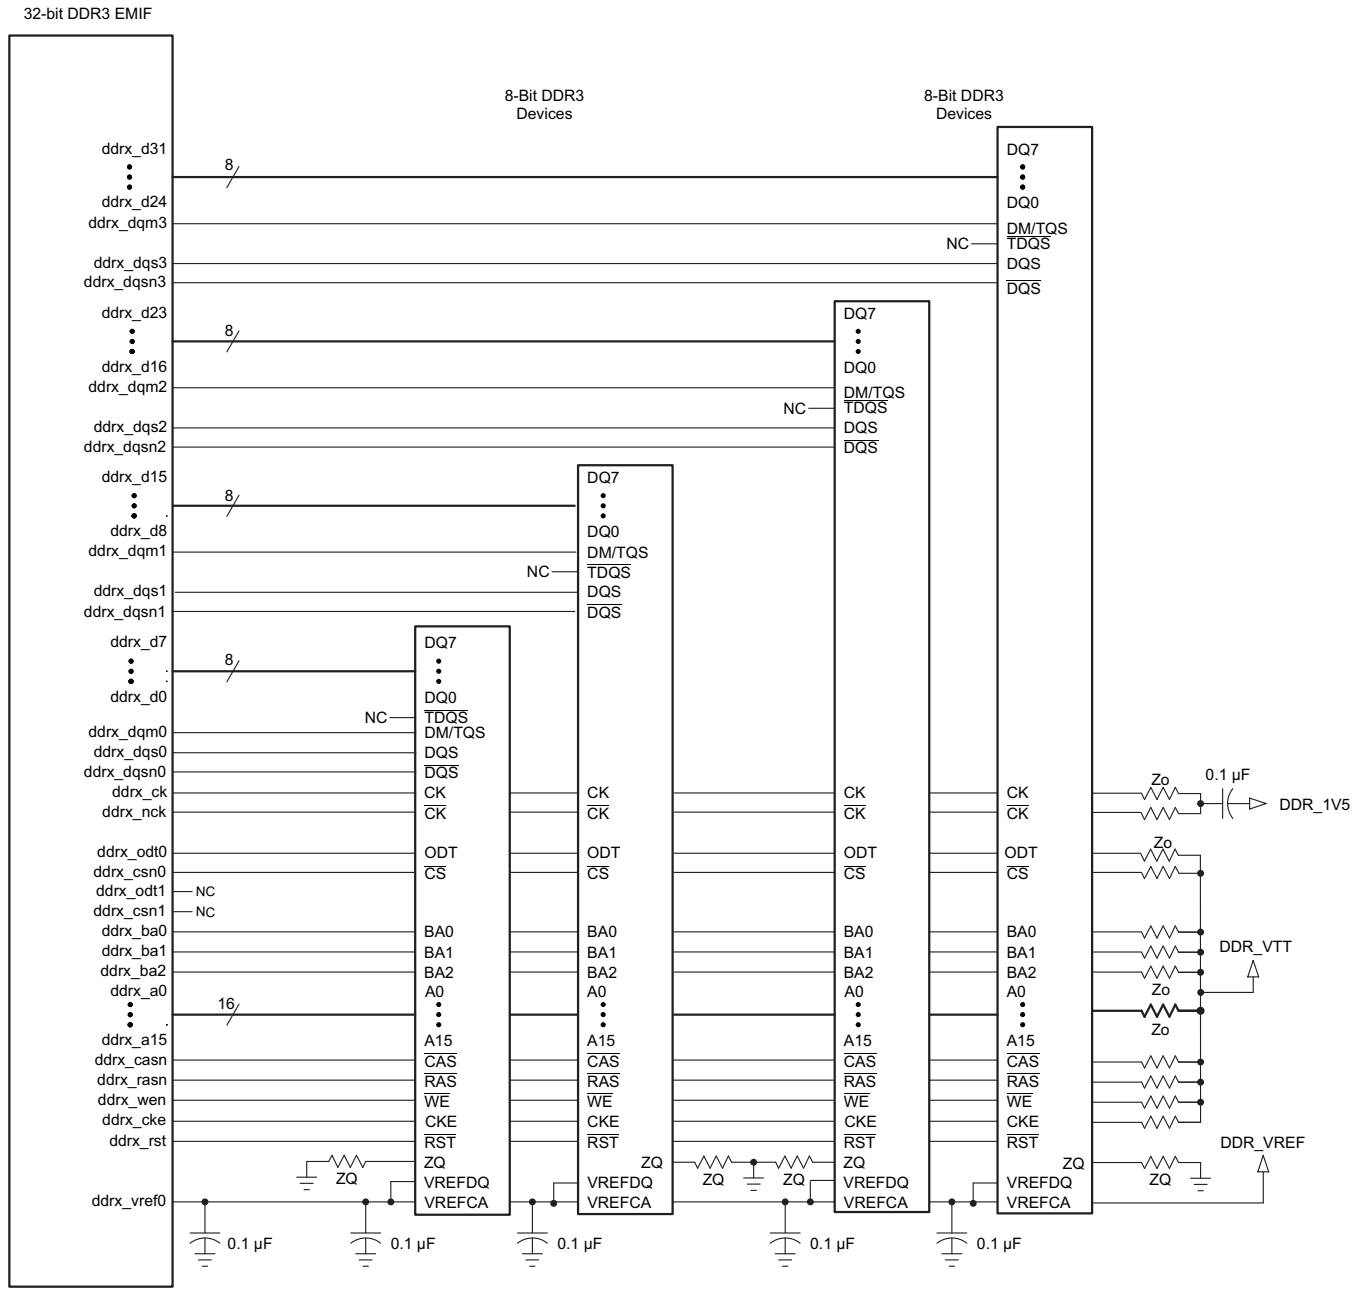 32-bit DDR3 EMIF
8-Bit DDR3
Devices
8-Bit DDR3
Devices
ddrx_d31
8
DQ7
ddrx_d24
DQ0
ddrx_dqm3
DM/TQS
NC
TDQS
ddrx_dqs3
DQS
ddrx_dqsn3
DQS
ddrx_d23
8
DQ7
ddrx_d16
DQ0
ddrx_dqm2
DM/TQS
NC
TDQS
ddrx_dqs2
DQS
ddrx_dqsn2
DQS
ddrx_d15
8
DQ7
ddrx_d8
DQ0
ddrx_dqm1
DM/TQS
NC
TDQS
ddrx_dqs1
DQS
ddrx_dqsn1
DQS
ddrx_d7
8
DQ7
ddrx_d0
DQ0
NC
TDQS
ddrx_dqm0
DM/TQS
ddrx_dqs0
DQS
ddrx_dqsn0
DQS
ddrx_ck CK CK CK CK Zo 0.1 µF
ddrx_nck CK CK CK CK DDR_1V5
ddrx_odt0 ODT ODT ODT ODT Zo
ddrx_csn0 CS CS CS CS
ddrx_odt1 NC
ddrx_csn1 NC
ddrx_ba0 BA0 BA0 BA0 BA0
ddrx_ba1 BA1 BA1 BA1 BA1 DDR_VTT
ddrx_ba2 BA2 BA2 BA2 BA2
ddrx_a0 A0 A0 A0 A0 Zo
16
ddrx_a15 A15 A15 A15 A15 Zo
ddrx_casn CAS CAS CAS CAS
ddrx_rasn RAS RAS RAS RAS
ddrx_wen WE WE WE WE
ddrx_cke CKE CKE CKE CKE
ddrx_rst RST RST RST RST DDR_VREF
ZQ ZQ ZQ ZQ
ZQ ZQ ZQ ZQ
VREFDQ VREFDQ VREFDQ VREFDQ
ddrx_vref0 VREFCA VREFCA VREFCA VREFCA
0.1 µF 0.1 µF 0.1 µF 0.1 µF 0.1 µF